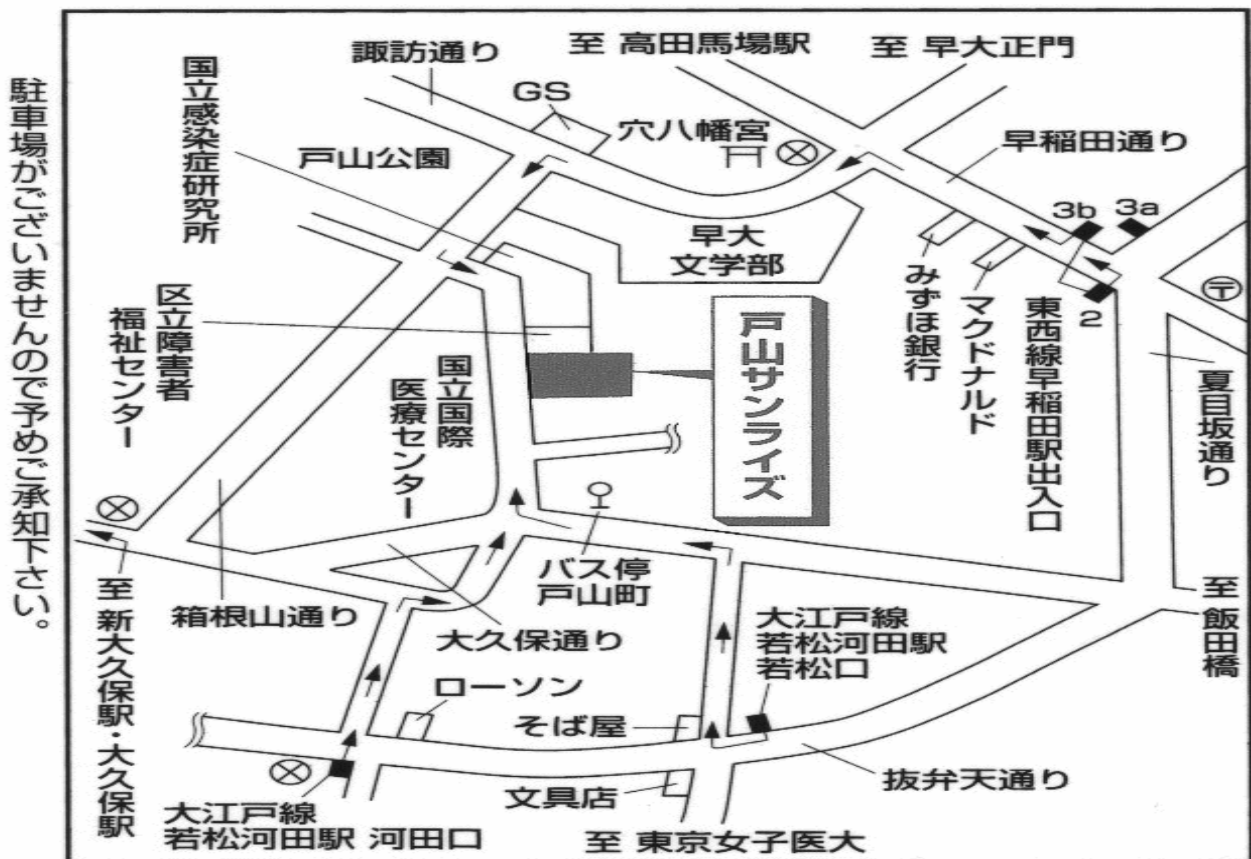 駐車場がございませんので予めご承知下さい。
諏訪通り
至 高田馬場駅
至 早大正門
国立感染症研究所
GS
穴八幡宮
早稲田通り
戸山公園
3b
3a
早大
文学部
みずほ銀行
マクドナルド
東西線早稲田駅出入口
2
〒
夏目坂通り
区立障害者
福祉センター
国立国際
医療センター
戸山サンライズ
バス停
戸山町
至 飯田橋
至 新大久保駅・大久保駅
箱根山通り
大久保通り
大江戸線
若松河田駅
若松口
ローソン
そば屋
抜弁天通り
文具店
大江戸線
若松河田駅 河田口
至 東京女子医大